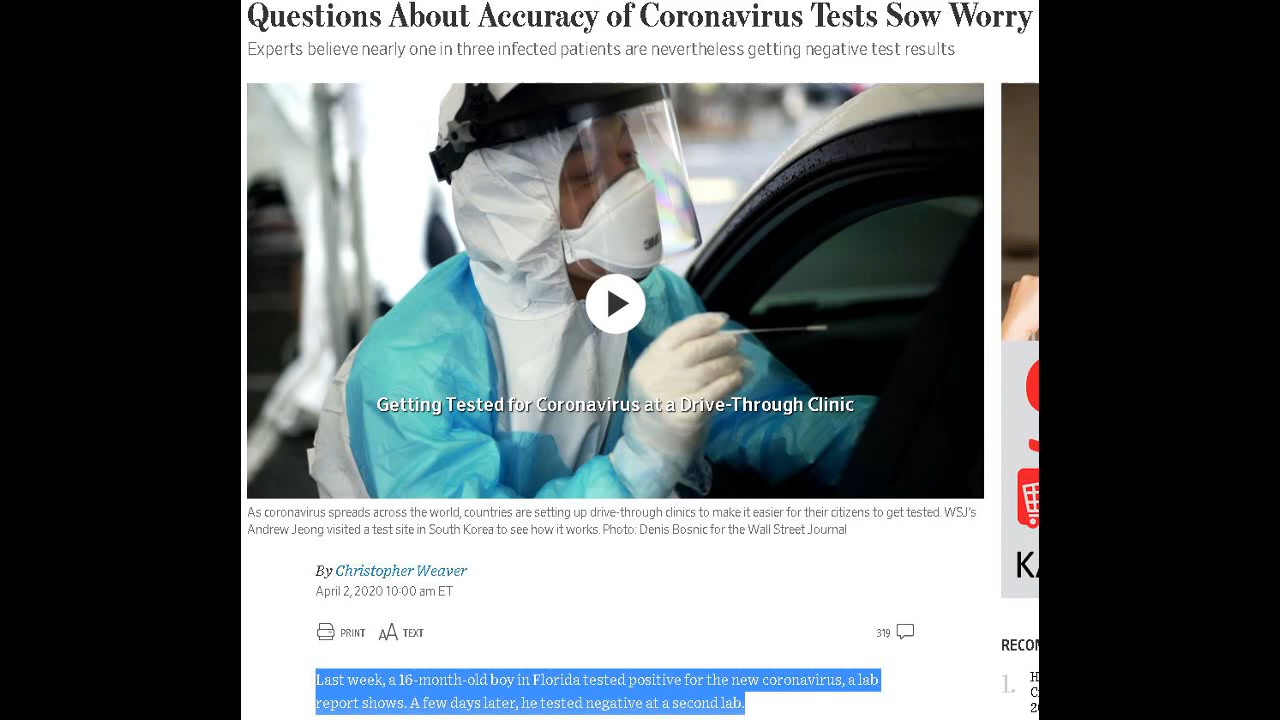 Questions About Accuracy of Coronavirus Tests Sow Worry
Experts believe nearly one in three infected patients are nevertheless getting negative test results
3M
Getting Tested for Coronavirus at a Drive-Through Clinic
As coronavirus spreads across the world, countries are setting up drive-through clinics to make it easier for their citizens to get tested. WSJ's
Andrew Jeong visited a test site in South Korea to see how it works. Photo: Denis Bosnic for the Wall Street Journal
By Christopher Weaver
April 2, 2020 10:00 am ET
PRINT AA TEXT
319
Last week, a 16-month-old boy in Florida tested positive for the new coronavirus, a lab
report shows. A few days later, he tested negative at a second lab.
1.